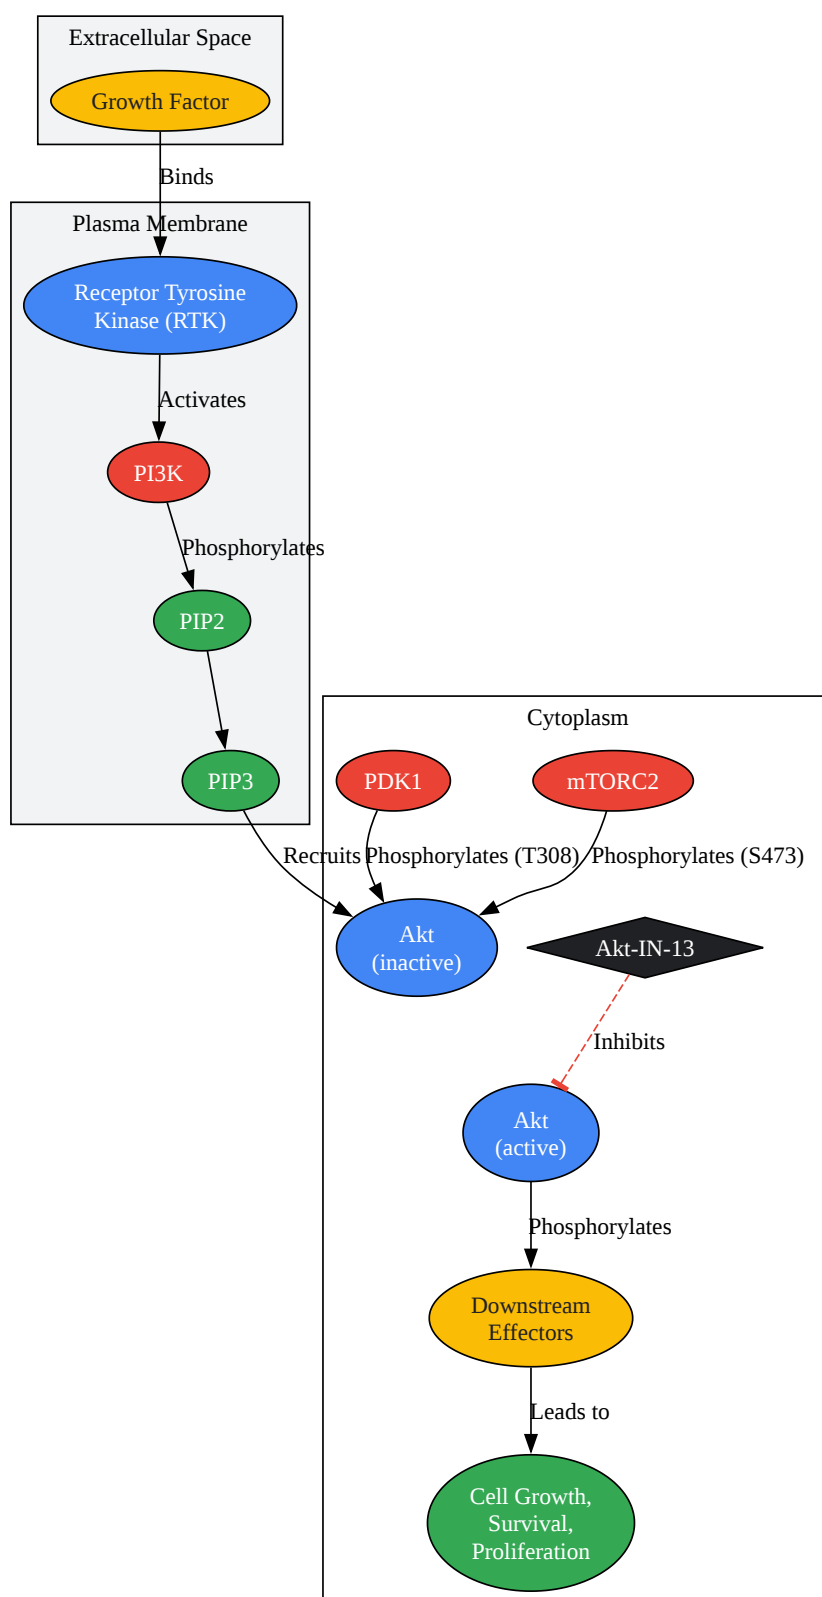 Extracellular Space
Growth Factor
Binds
Plasma Membrane
Receptor Tyrosine
Kinase (RTK)
Activates
PI3K
Phosphorylates
PIP2
Cytoplasm
PIP3
PDK1
mTORC2
Recruits
Phosphorylates (T308)
Phosphorylates (S473)
Akt
(inactive)
Akt-IN-13
Inhibits
Akt
(active)
Phosphorylates
Downstream
Effectors
Leads to
Cell Growth,
Survival,
Proliferation